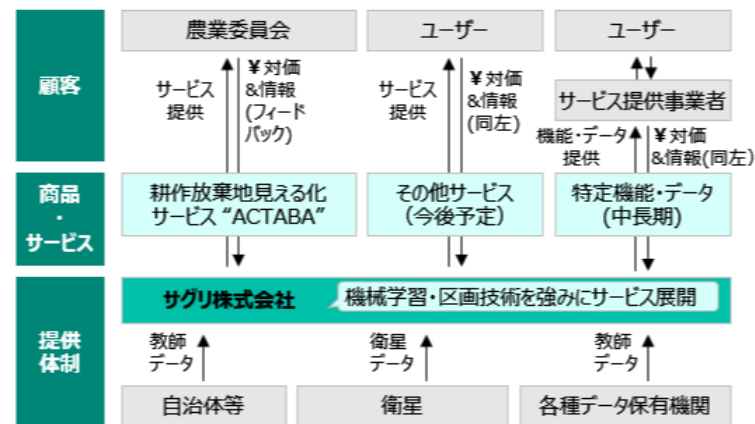 顧客
農業委員会
ユーザー
ユーザー
サービス
提供
¥対価
&情報
(フィード
バック)
サービス
提供
¥対価
&情報
(同左)
サービス提供事業者
機能・データ
提供
¥対価
&情報(同左)
商品
・
サービス
耕作放棄地見える化
サービス “ACTABA”
その他サービス
(今後予定)
特定機能・データ
(中長期)
提供
体制
サグリ株式会社
機械学習・区画技術を強みにサービス展開
教師
データ
衛星
データ
教師
データ
自治体等
衛星
各種データ保有機関